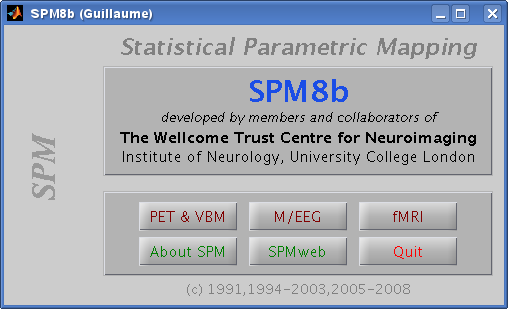 SPM8b (Guillaume)
Statistical Parametric Mapping
SPM
SPM8b
developed by members and collaborators of
The Wellcome Trust Centre for Neuroimaging
Institute of Neurology, University College London
PET & VBM M/EEG fMRI
About SPM SPMweb Quit
(c) 1991,1994-2003,2005-2008